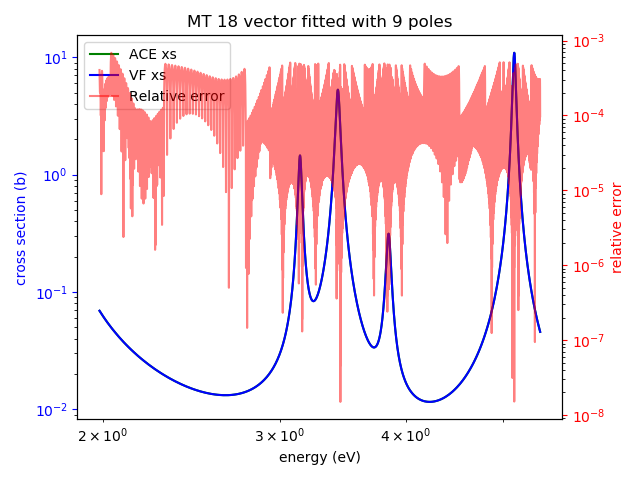 MT 18 vector fitted with 9 poles
ACE xs
VF xs
Relative error
cross section (b)
10¹
10⁰
10⁻¹
10⁻²
relative error
10⁻³
10⁻⁴
10⁻⁵
10⁻⁶
10⁻⁷
10⁻⁸
2 × 10⁰
3 × 10⁰
4 × 10⁰
energy (eV)